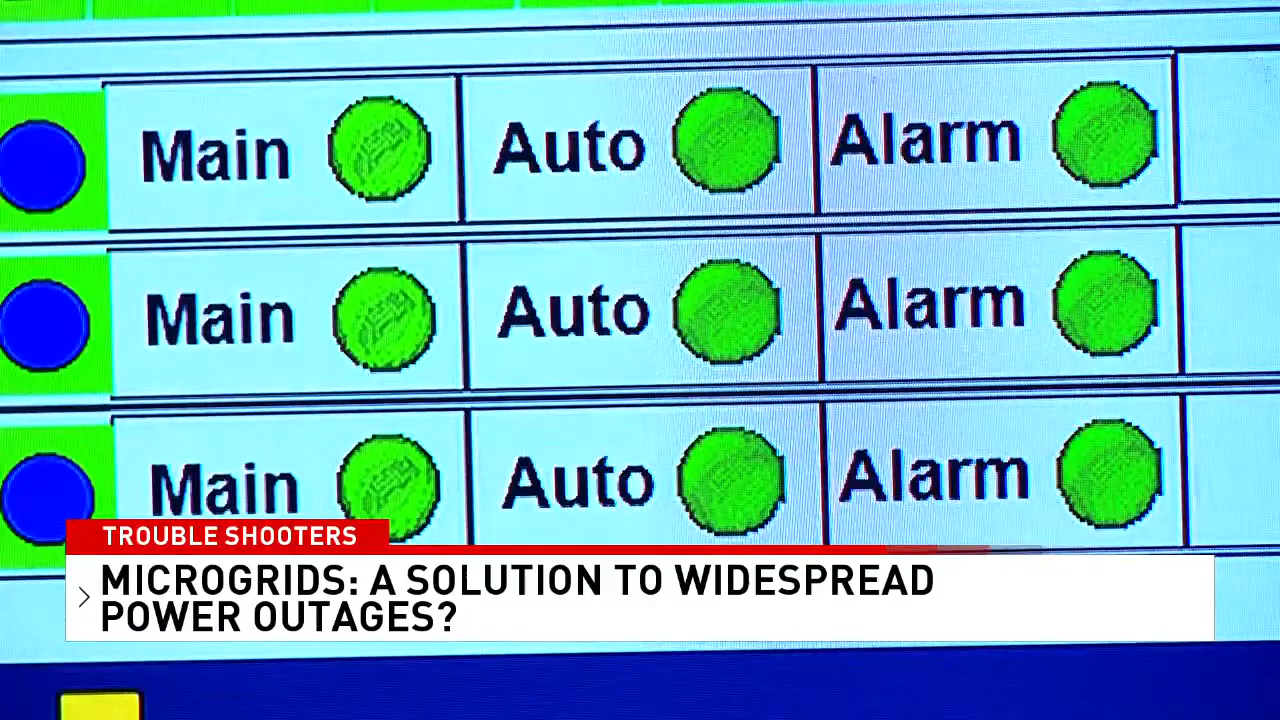 Main Auto Alarm
Main Auto Alarm
Main Auto Alarm
TROUBLE SHOOTERS
MICROGRIDS: A SOLUTION TO WIDESPREAD
POWER OUTAGES?